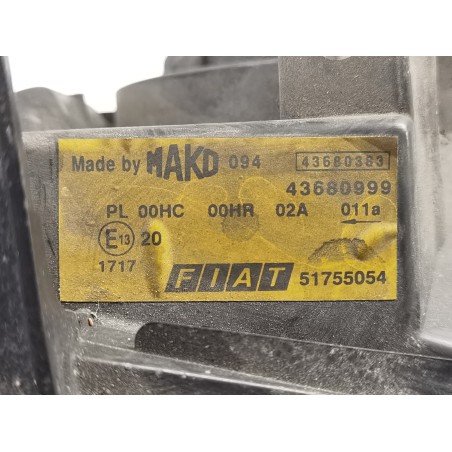 Made by MAKO 094 43680383
43680999
PL 00HC 00HR 02A 011a
E13 20
1717 FIAT 51755054